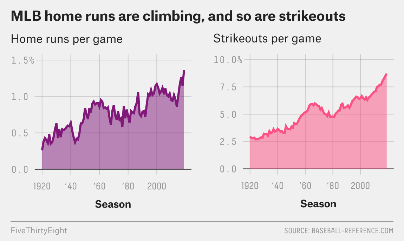 MLB home runs are climbing, and so are strikeouts
Home runs per game
1.5%
1.0
0.5
0.0
1920 '40 '60 '80 2000
Season
Strikeouts per game
10.0%
7.5
5.0
2.5
0.0
1920 '40 '60 '80 2000
Season
FiveThirtyEight
SOURCE: BASEBALL-REFERENCE.COM